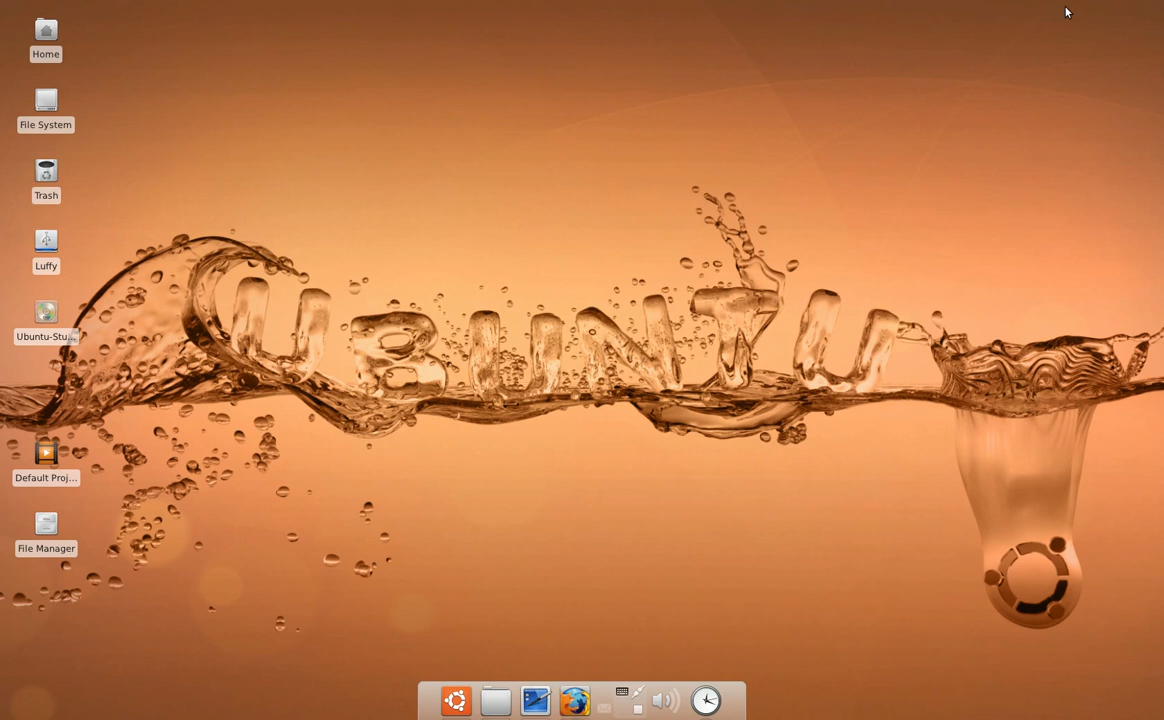 Home
File System
Trash
Luffy
Ubuntu-Stu...
Default Proj...
File Manager
UBUNTU